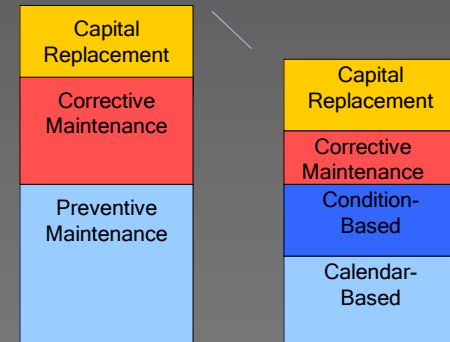 Capital
Replacement
Corrective
Maintenance
Preventive
Maintenance
Capital
Replacement
Corrective
Maintenance
Condition-
Based
Calendar-
Based